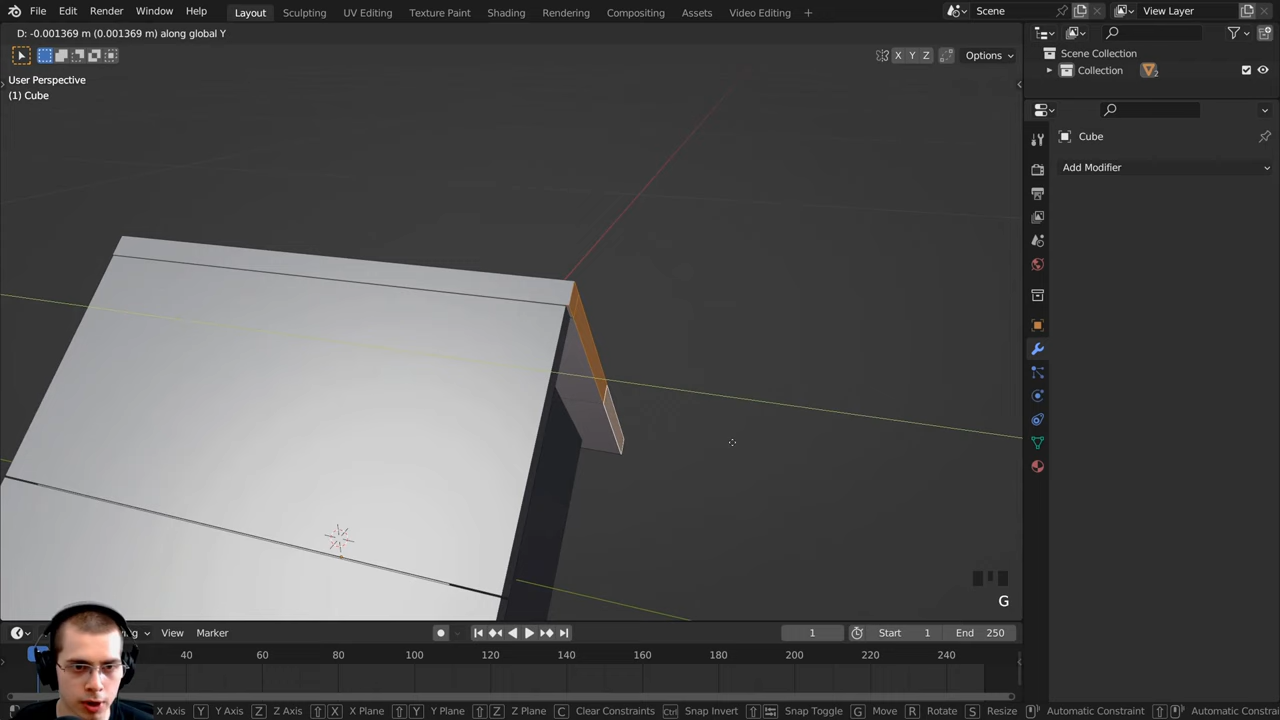 File Edit Render Window Help Layout Sculpting UV Editing Texture Paint Shading Rendering Compositing Assets Video Editing + Scene View Layer
D: -0.001369 m (0.001369 m) along global Y
Scene Collection
X Y Z Options
Collection 2
User Perspective
(1) Cube
Cube
Add Modifier
G
View Marker 1 Start 1 End 250
40 60 80 100 120 140 160 180 200 220 240
X Axis Y Y Axis Z Z Axis X X Plane Y Y Plane Z Z Plane C Clear Constraints Snap Invert Snap Toggle G Move R Rotate S Resize Automatic Constraint Automatic Constrai